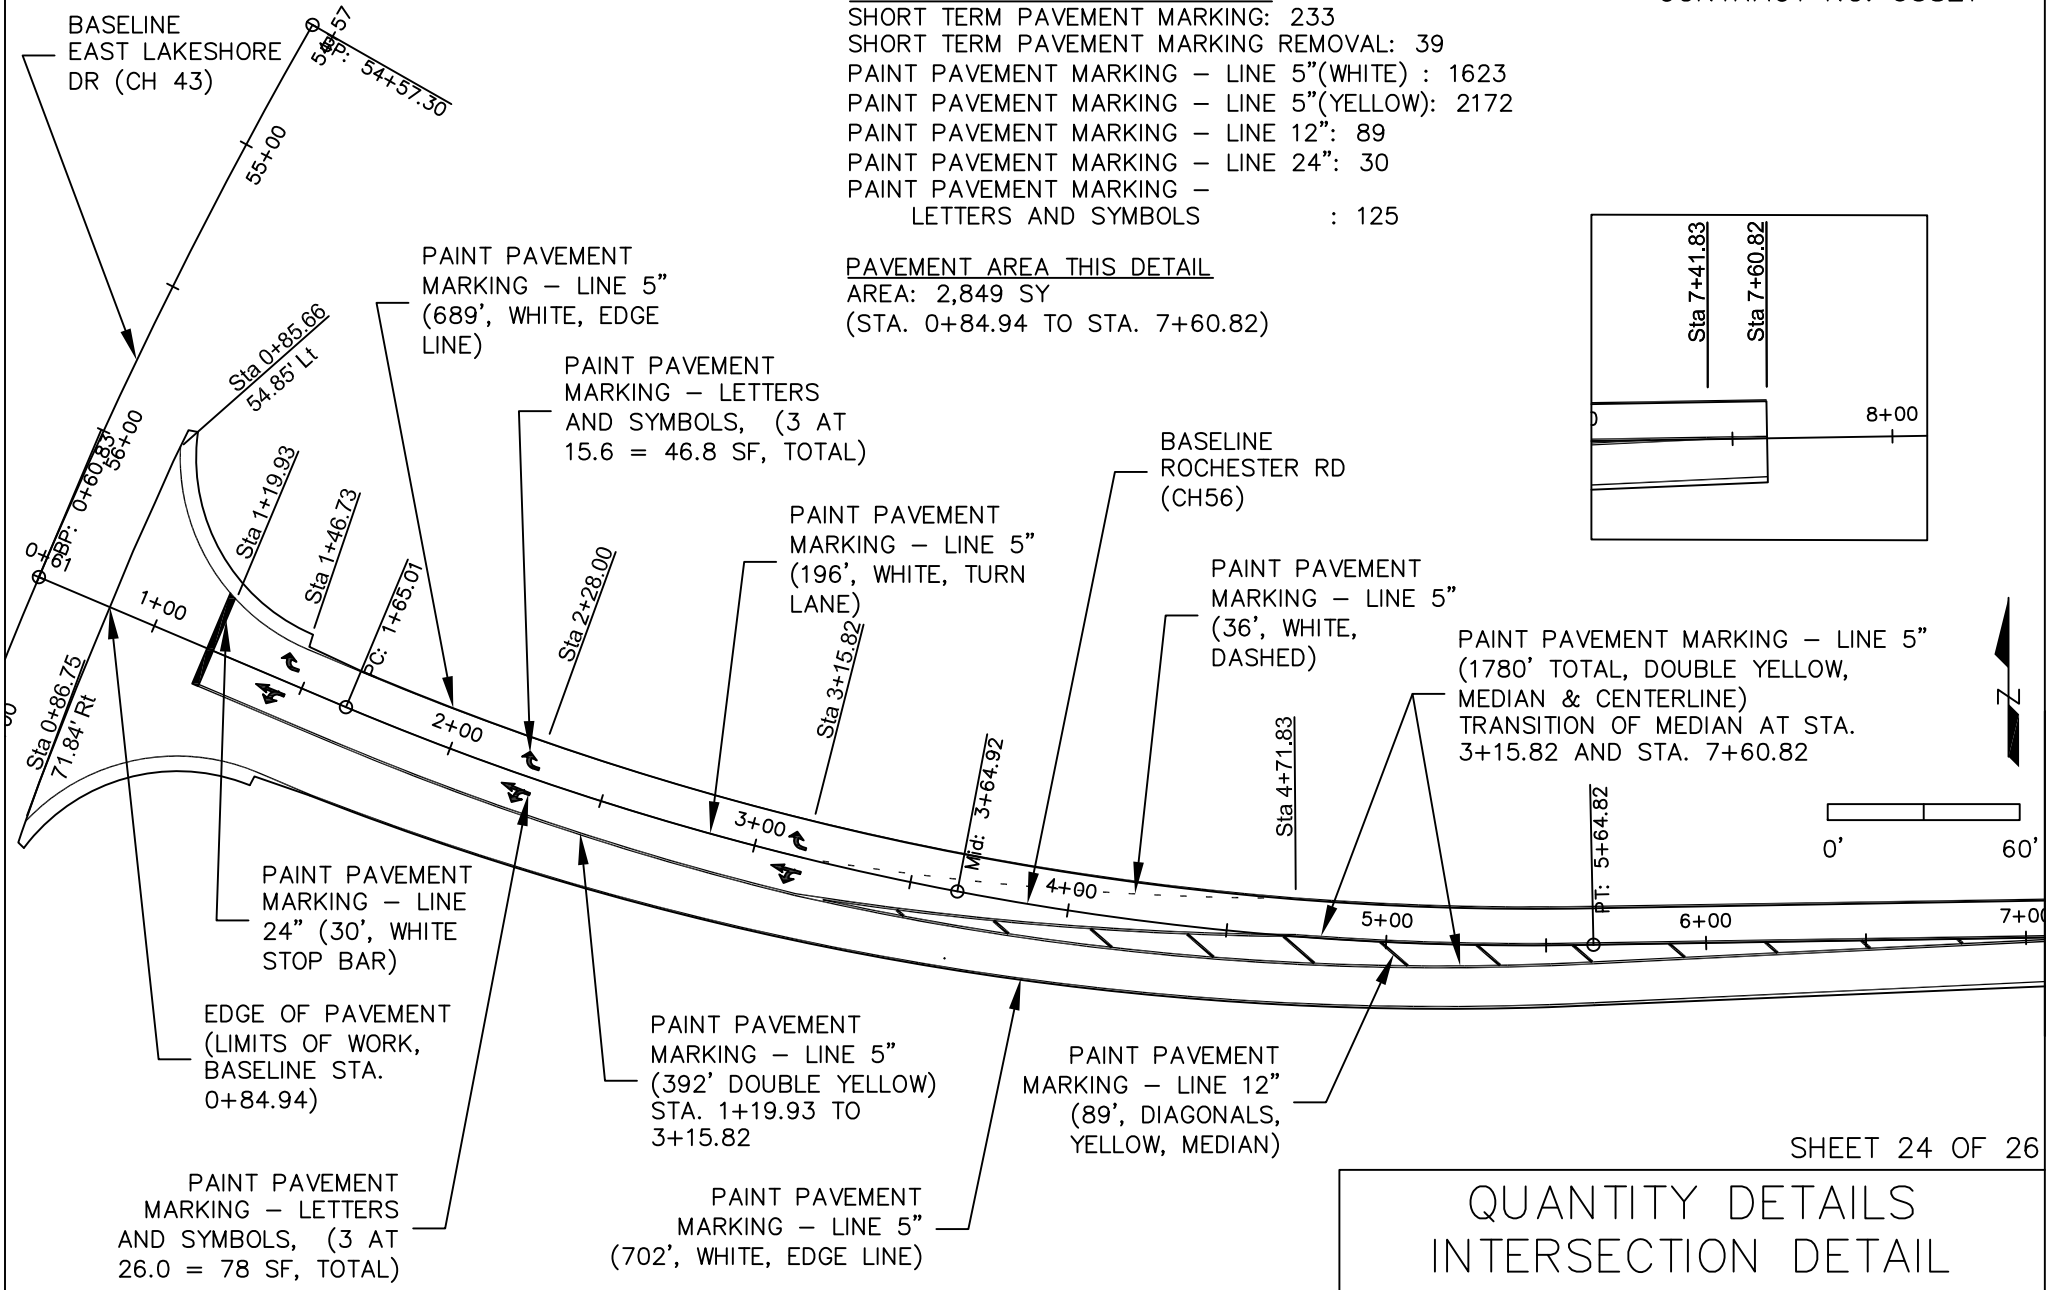 SHORT TERM PAVEMENT MARKING: 233
SHORT TERM PAVEMENT MARKING REMOVAL: 39
PAINT PAVEMENT MARKING – LINE 5"(WHITE) : 1623
PAINT PAVEMENT MARKING – LINE 5"(YELLOW): 2172
PAINT PAVEMENT MARKING – LINE 12": 89
PAINT PAVEMENT MARKING – LINE 24": 30
PAINT PAVEMENT MARKING –
LETTERS AND SYMBOLS : 125
PAVEMENT AREA THIS DETAIL
AREA: 2,849 SY
(STA. 0+84.94 TO STA. 7+60.82)
BASELINE
EAST LAKESHORE
DR (CH 43)
54+57
54+57.30
55+00
56+00
BP: 0+60.83
0+61
Sta 0+85.66
54.85' Lt
Sta 1+19.93
Sta 1+46.73
PC: 1+65.01
Sta 2+28.00
Sta 3+15.82
Mid: 3+64.92
Sta 4+71.83
PT: 5+64.82
Sta 0+86.75
71.84' Rt
1+00
2+00
3+00
4+00
5+00
6+00
Sta 7+41.83
Sta 7+60.82
8+00
PAINT PAVEMENT
MARKING – LINE 5"
(689', WHITE, EDGE
LINE)
PAINT PAVEMENT
MARKING – LETTERS
AND SYMBOLS, (3 AT
15.6 = 46.8 SF, TOTAL)
PAINT PAVEMENT
MARKING – LINE 5"
(196', WHITE, TURN
LANE)
BASELINE
ROCHESTER RD
(CH56)
PAINT PAVEMENT
MARKING – LINE 5"
(36', WHITE,
DASHED)
PAINT PAVEMENT MARKING – LINE 5"
(1780' TOTAL, DOUBLE YELLOW,
MEDIAN & CENTERLINE)
TRANSITION OF MEDIAN AT STA.
3+15.82 AND STA. 7+60.82
Z
0' 60'
PAINT PAVEMENT
MARKING – LINE
24" (30', WHITE
STOP BAR)
EDGE OF PAVEMENT
(LIMITS OF WORK,
BASELINE STA.
0+84.94)
PAINT PAVEMENT
MARKING – LETTERS
AND SYMBOLS, (3 AT
26.0 = 78 SF, TOTAL)
PAINT PAVEMENT
MARKING – LINE 5"
(392' DOUBLE YELLOW)
STA. 1+19.93 TO
3+15.82
PAINT PAVEMENT
MARKING – LINE 5"
(702', WHITE, EDGE LINE)
PAINT PAVEMENT
MARKING – LINE 12"
(89', DIAGONALS,
YELLOW, MEDIAN)
SHEET 24 OF 26
QUANTITY DETAILS
INTERSECTION DETAIL